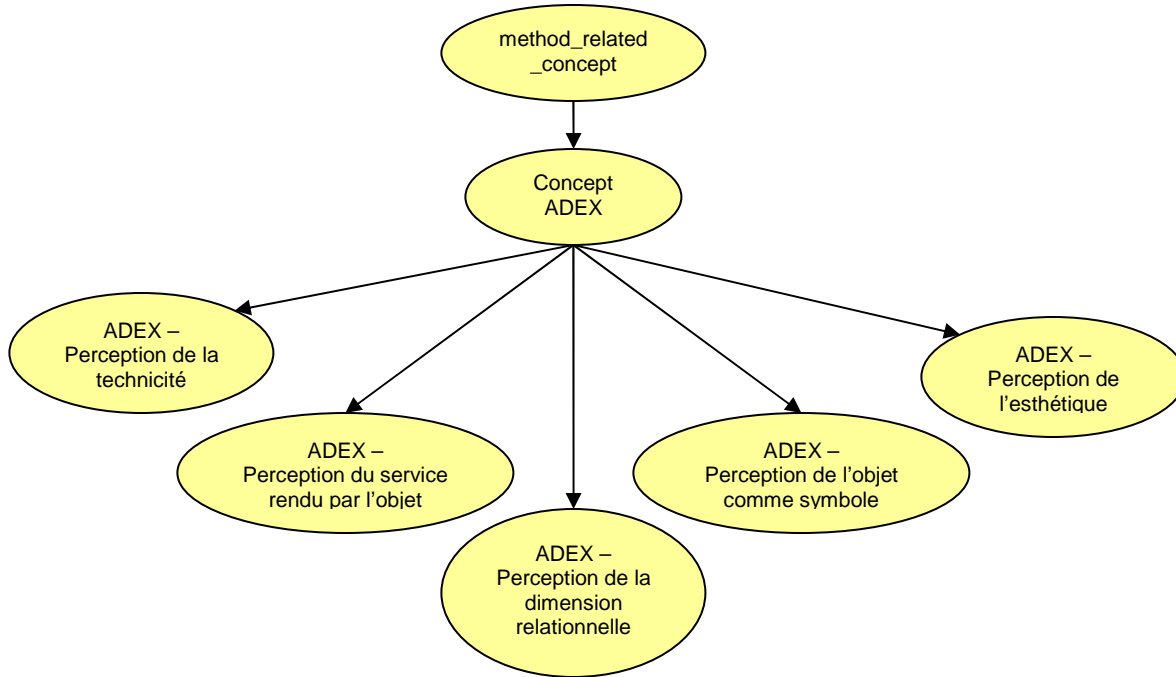 method_related
_concept
Concept
ADEX
ADEX –
Perception de la
technicité
ADEX –
Perception du service
rendu par l’objet
ADEX –
Perception de la
dimension
relationnelle
ADEX –
Perception de l’objet
comme symbole
ADEX –
Perception de
l’esthétique